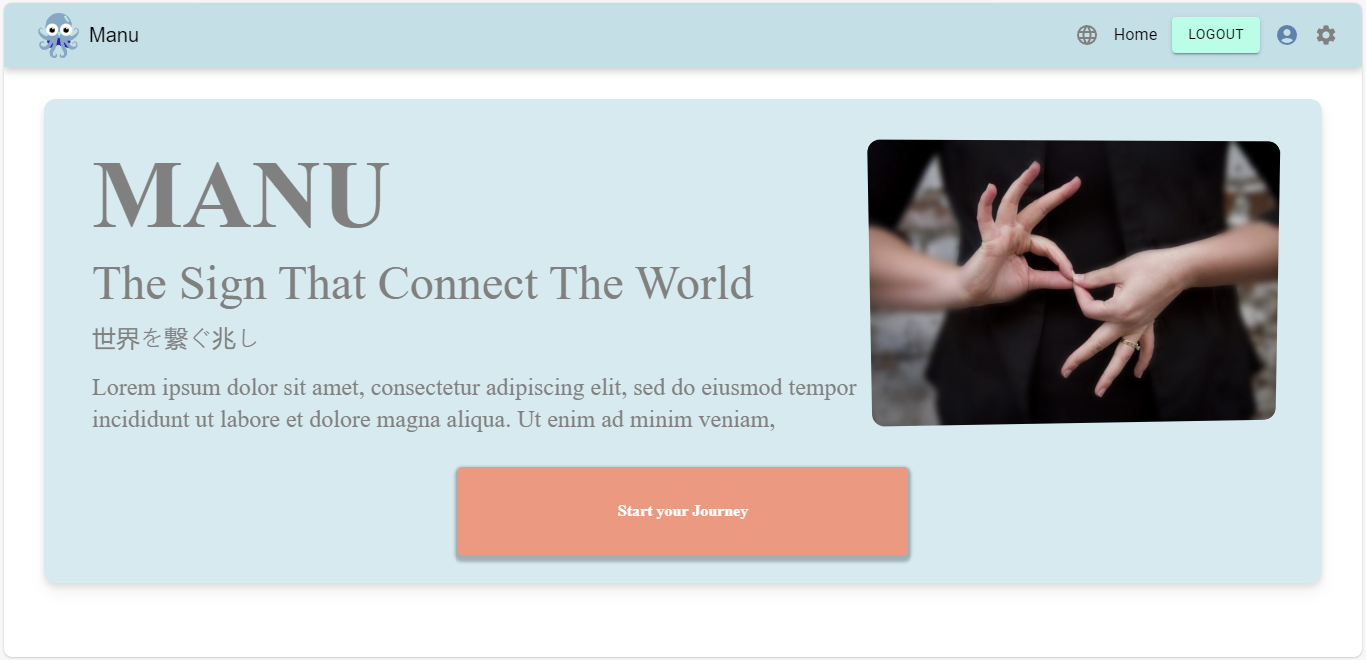 Manu
Home
LOGOUT
MANU
The Sign That Connect The World
世界を繋ぐ兆し
Lorem ipsum dolor sit amet, consectetur adipiscing elit, sed do eiusmod tempor
incididunt ut labore et dolore magna aliqua. Ut enim ad minim veniam,
Start your Journey